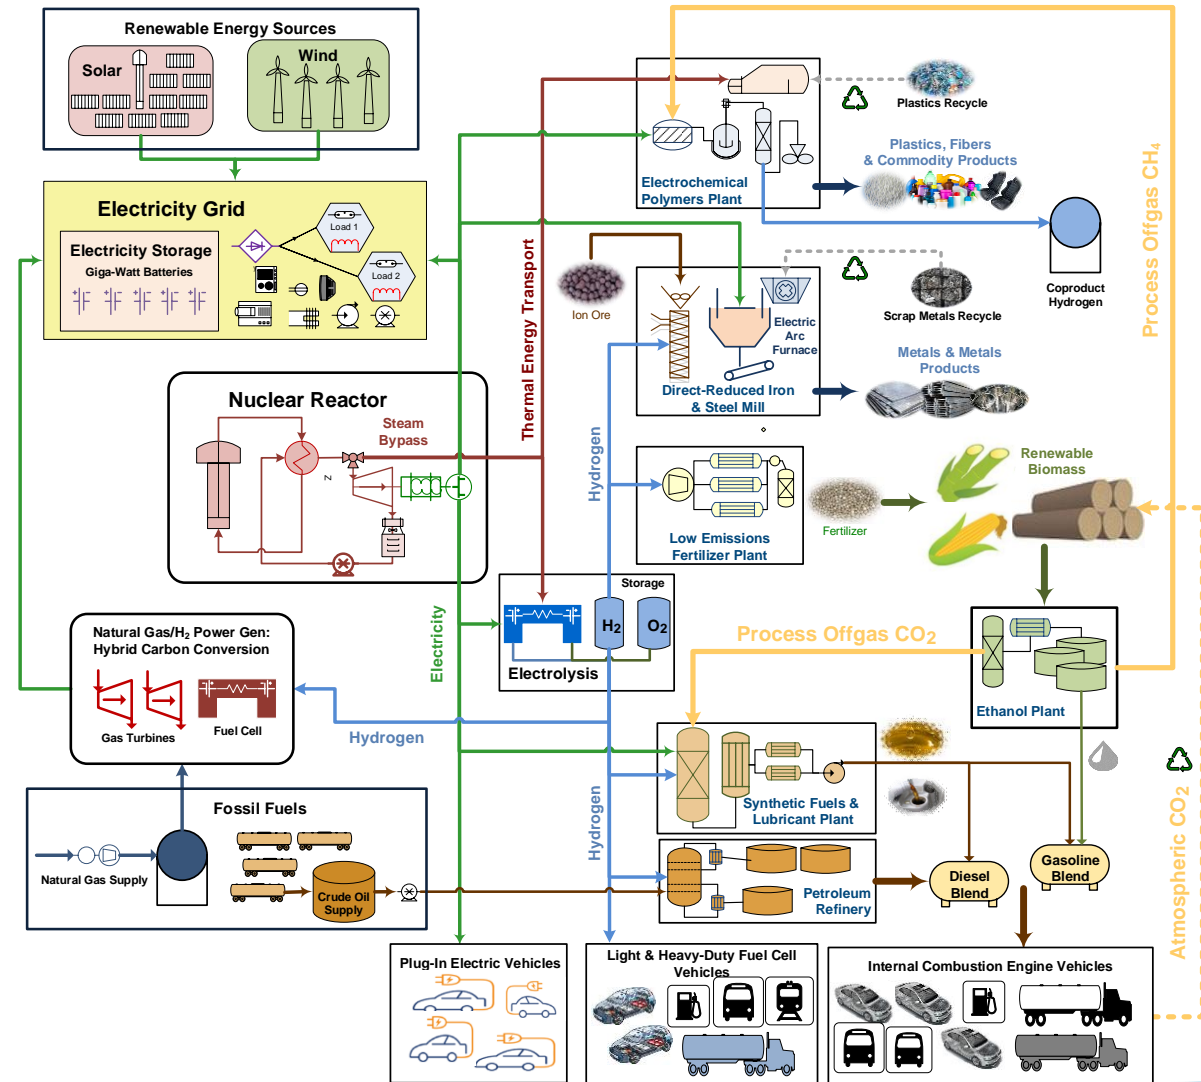 Renewable Energy Sources
Solar
Wind
Electricity Grid
Electricity Storage
Giga-Watt Batteries
Load 1
Load 2
Nuclear Reactor
Steam
Bypass
Z
Thermal Energy Transport
Electricity
Natural Gas/H₂ Power Gen:
Hybrid Carbon Conversion
Gas Turbines
Fuel Cell
Hydrogen
Fossil Fuels
Natural Gas Supply
Crude Oil
Supply
Electrochemical
Polymers Plant
Plastics Recycle
Plastics, Fibers
& Commodity Products
Coproduct
Hydrogen
Process Offgas CH₄
Ion Ore
Electric
Arc
Furnace
Direct-Reduced Iron
& Steel Mill
Scrap Metals Recycle
Metals & Metals
Products
Hydrogen
Low Emissions
Fertilizer Plant
Fertilizer
Renewable
Biomass
Storage
H₂
O₂
Electrolysis
Process Offgas CO₂
Ethanol Plant
Synthetic Fuels &
Lubricant Plant
Hydrogen
Petroleum
Refinery
Diesel
Blend
Gasoline
Blend
Atmospheric CO₂
Plug-In Electric Vehicles
Light & Heavy-Duty Fuel Cell
Vehicles
Internal Combustion Engine Vehicles